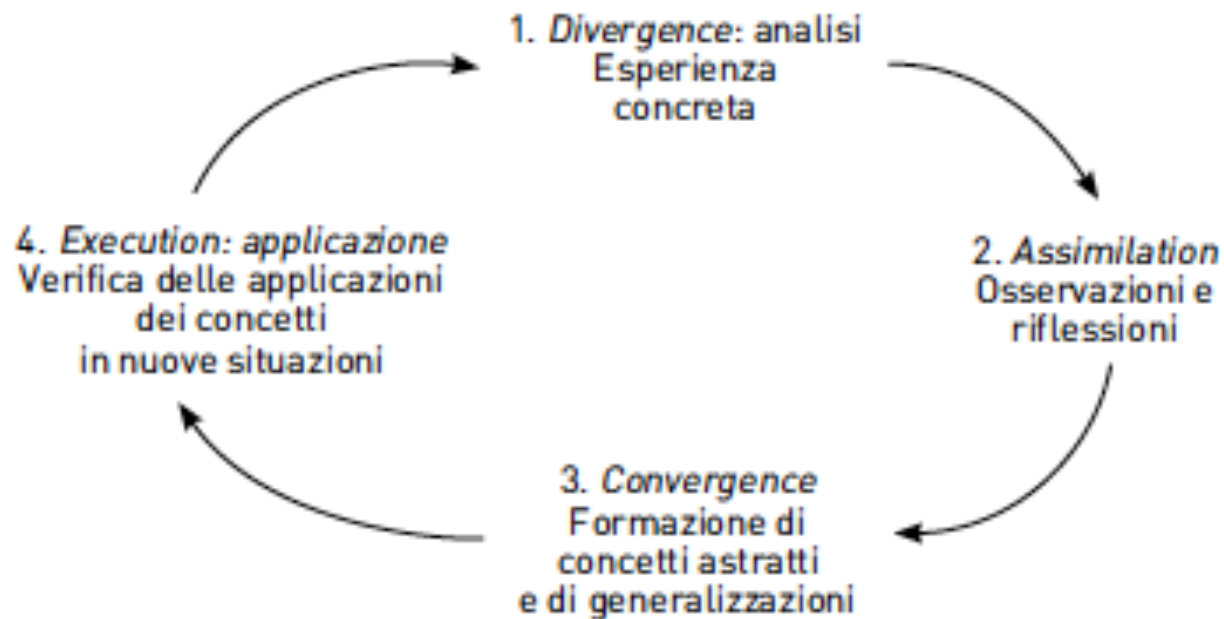 1. Divergence: analisi
Esperienza
concreta
2. Assimilation
Osservazioni e
riflessioni
3. Convergence
Formazione di
concetti astratti
e di generalizzazioni
4. Execution: applicazione
Verifica delle applicazioni
dei concetti
in nuove situazioni